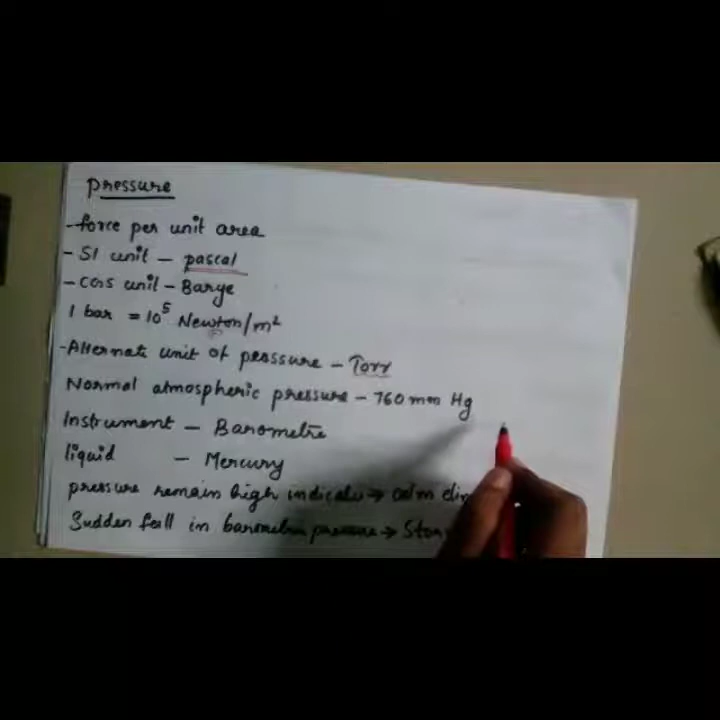 pressure
- force per unit area
- SI unit - pascal
- CGS unit - Barye
1 bar = 10⁵ Newton/m²
- Alternate unit of pressure - Torr
Normal atmospheric pressure - 760 mm Hg
Instrument - Barometre
liquid - Mercury
pressure remain high indicate → calm
Sudden fall in barometric pressure →